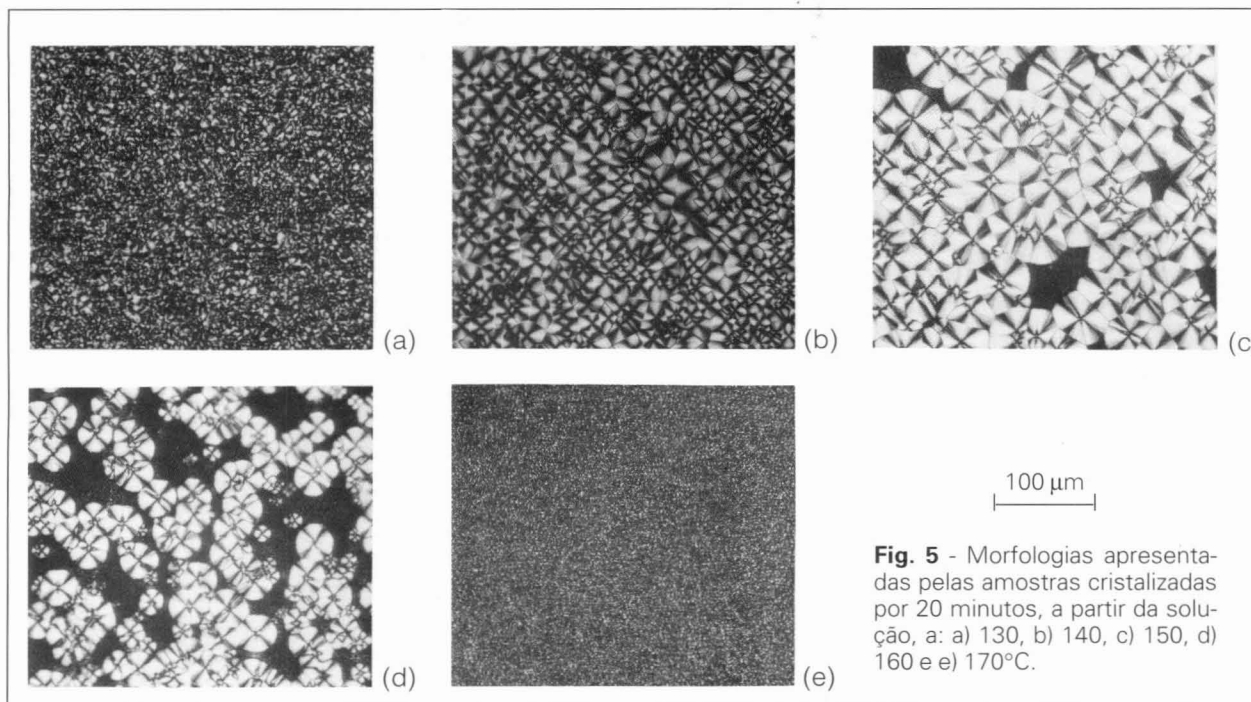 (a)
(b)
(c
(d)
(e)
100 µm
Fig. 5 - Morfologias apresenta-
das pelas amostras cristalizadas
por 20 minutos, a partir da solu-
ção, a: a) 130, b) 140, c) 150, d)
160 e e) 170°C.